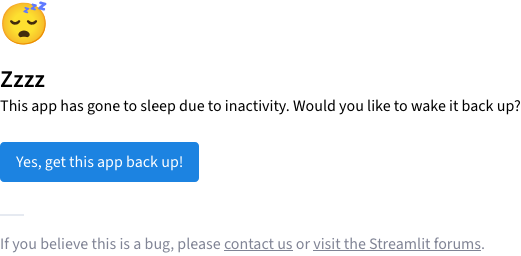 Zzzz
This app has gone to sleep due to inactivity. Would you like to wake it back up?
Yes, get this app back up!
If you believe this is a bug, please contact us or visit the Streamlit forums.